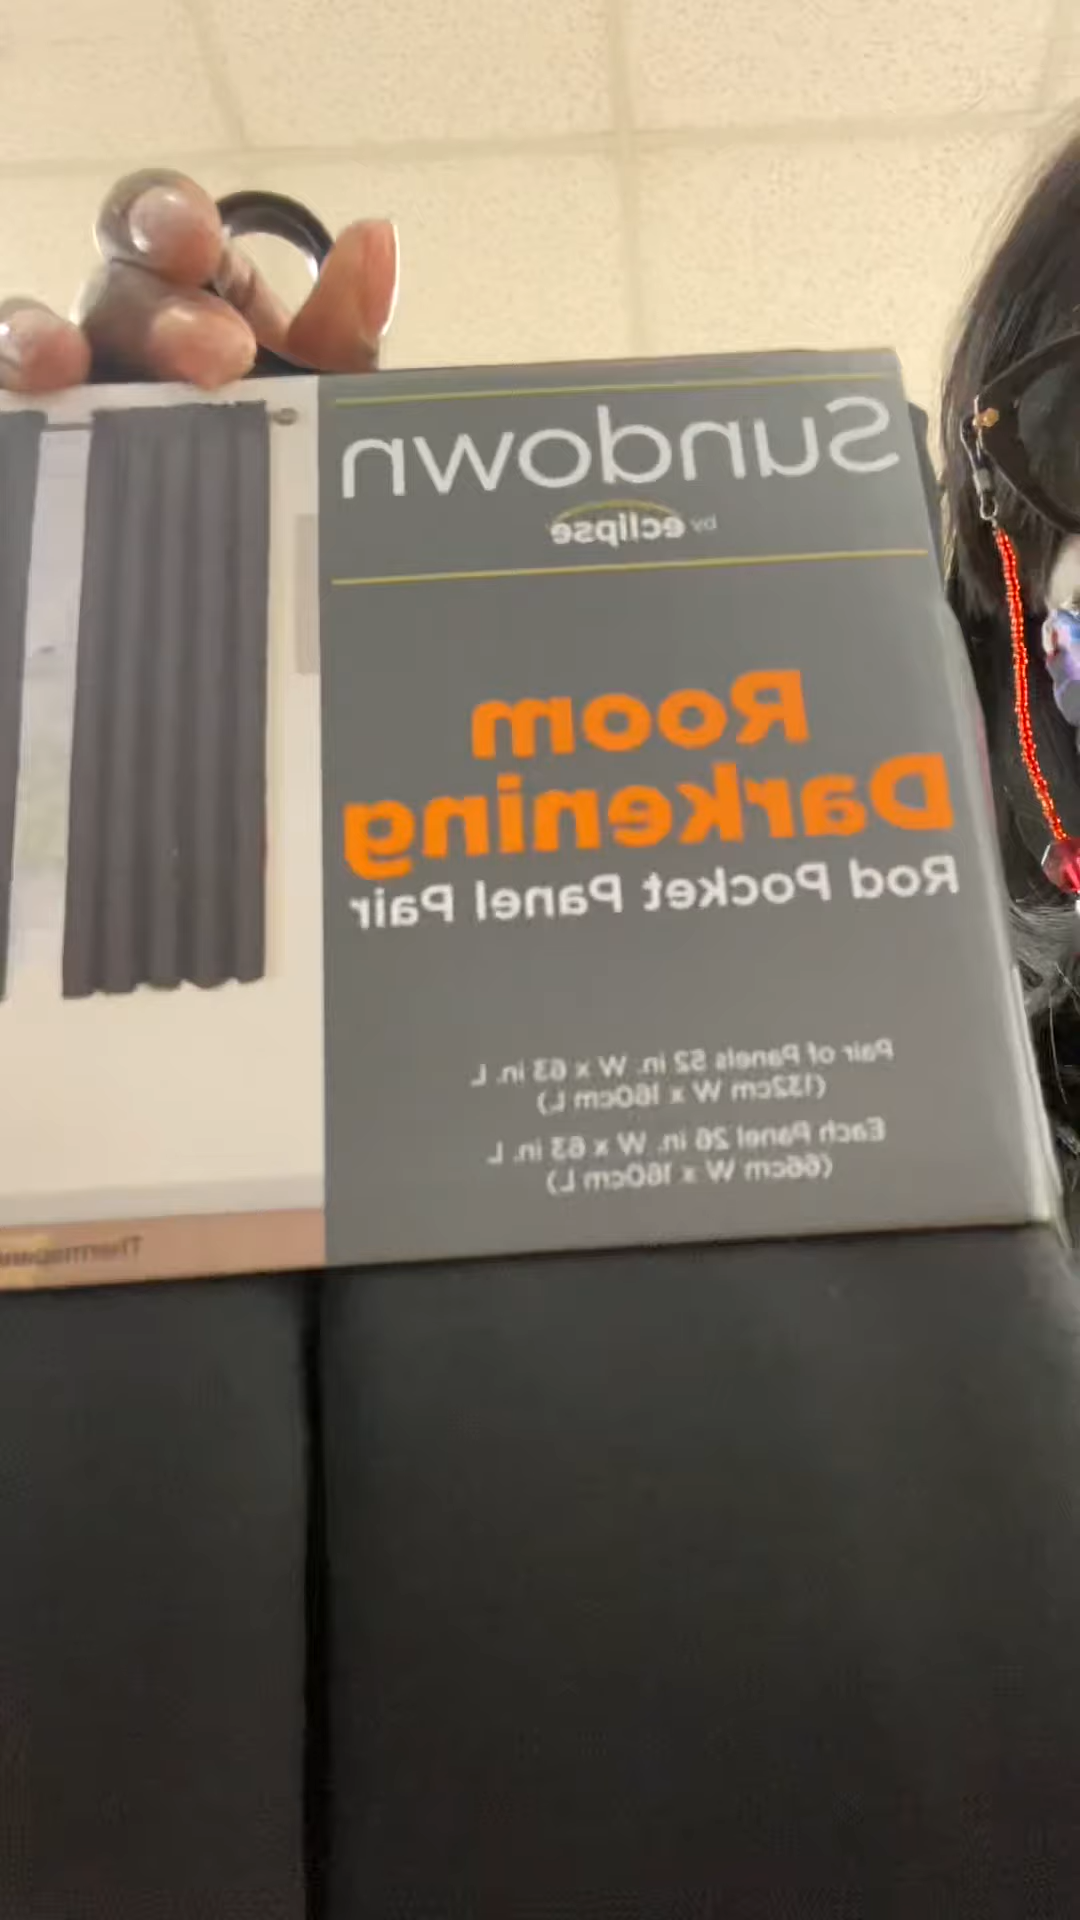 Sundown
by eclipse
Room
Darkening
Rod Pocket Panel Pair
Pair of Panels 52 in. W x 63 in. L
(132cm W x 160cm L)
Each Panel 26 in. W x 63 in. L
(66cm W x 160cm L)